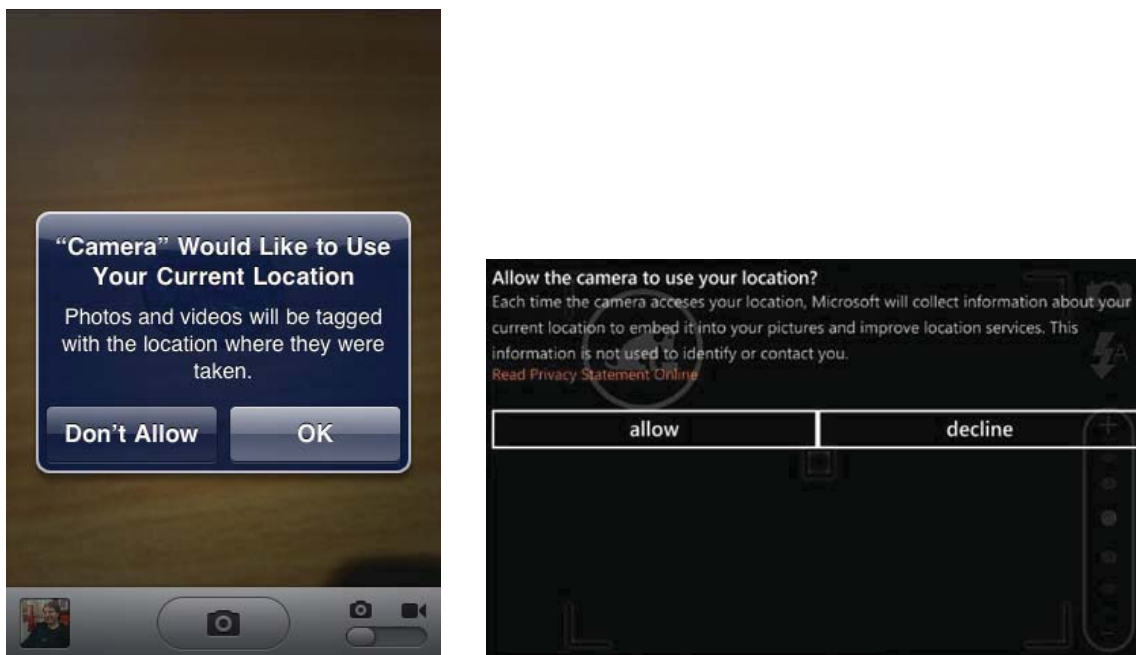 “Camera” Would Like to Use
Your Current Location
Photos and videos will be tagged
with the location where they were
taken.
Don’t Allow
OK
Allow the camera to use your location?
Each time the camera acceses your location, Microsoft will collect information about your
current location to embed it into your pictures and improve location services. This
information is not used to identify or contact you.
Read Privacy Statement Online
allow
decline
A